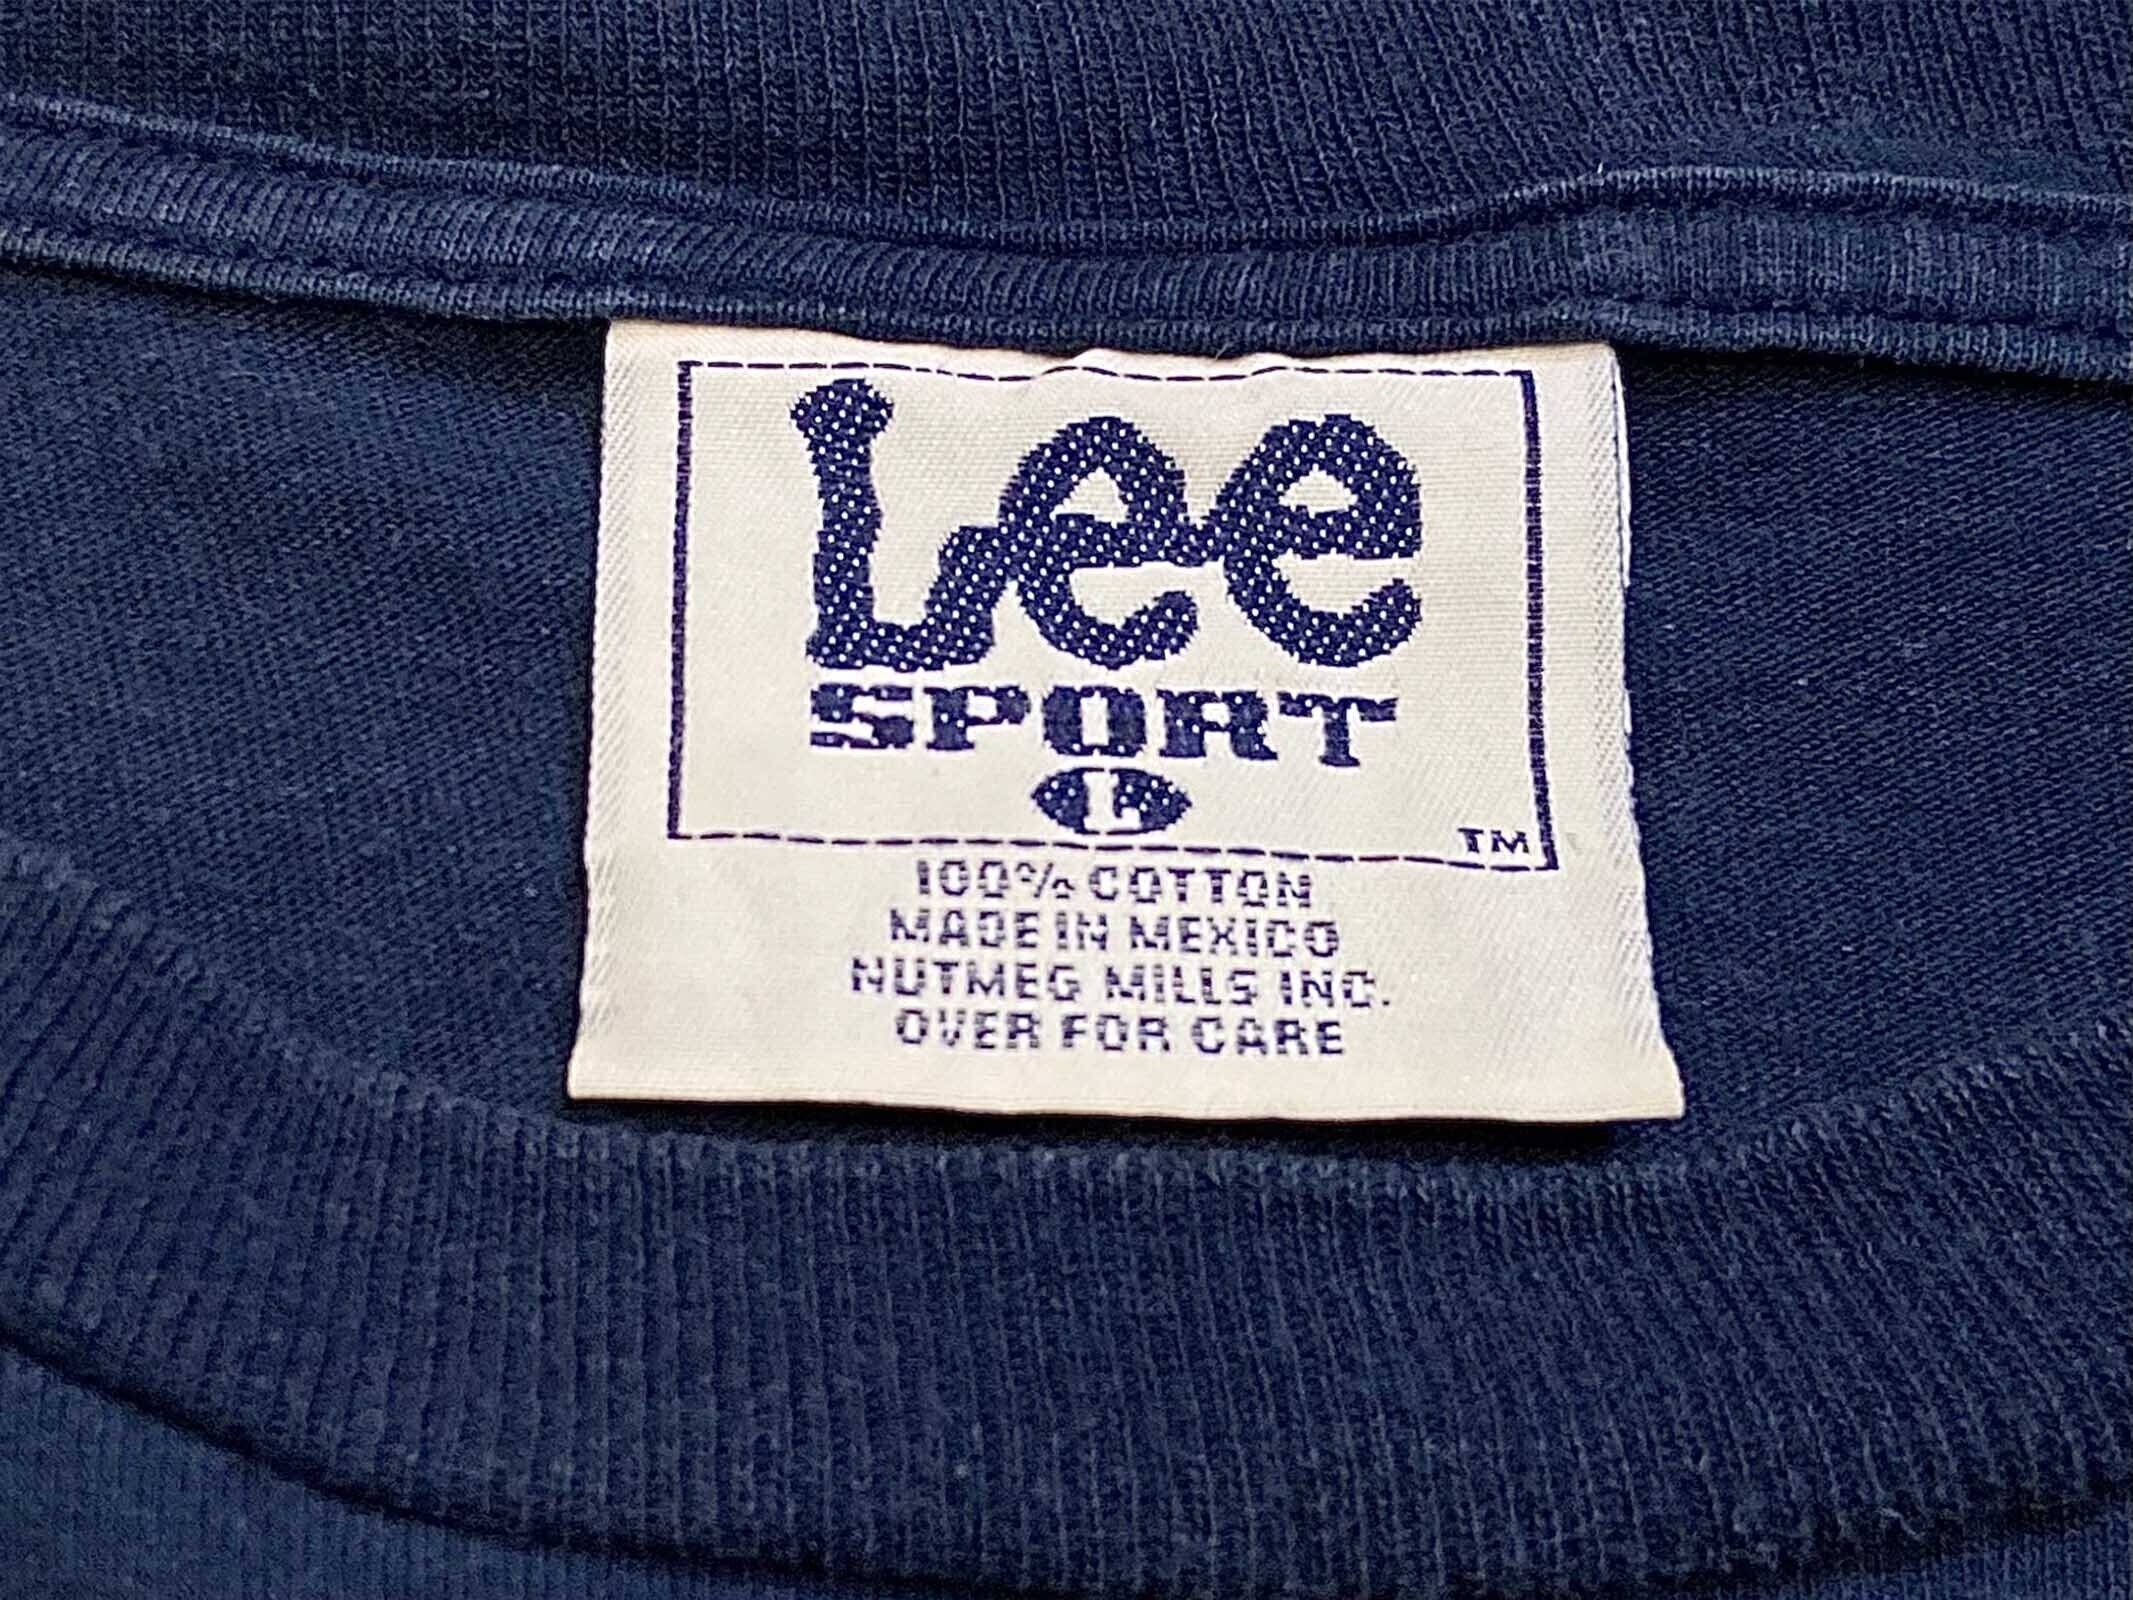 Lee
SPORT
L
TM
100% COTTON
MADE IN MEXICO
NUTMEG MILLS INC.
OVER FOR CARE